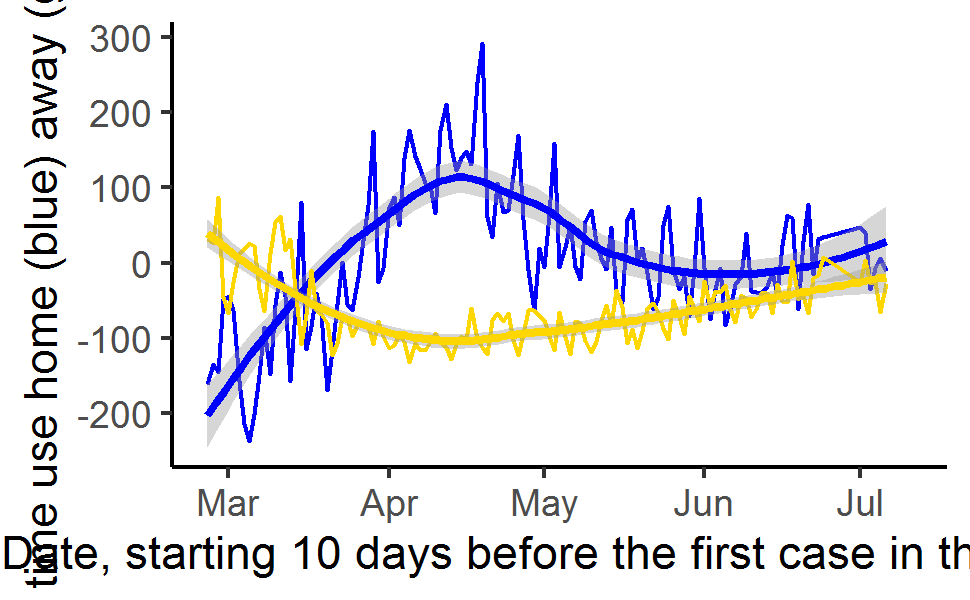 time use home (blue) away (
300
200
100
0
-100
-200
Mar Apr May Jun Jul
Date, starting 10 days before the first case in th